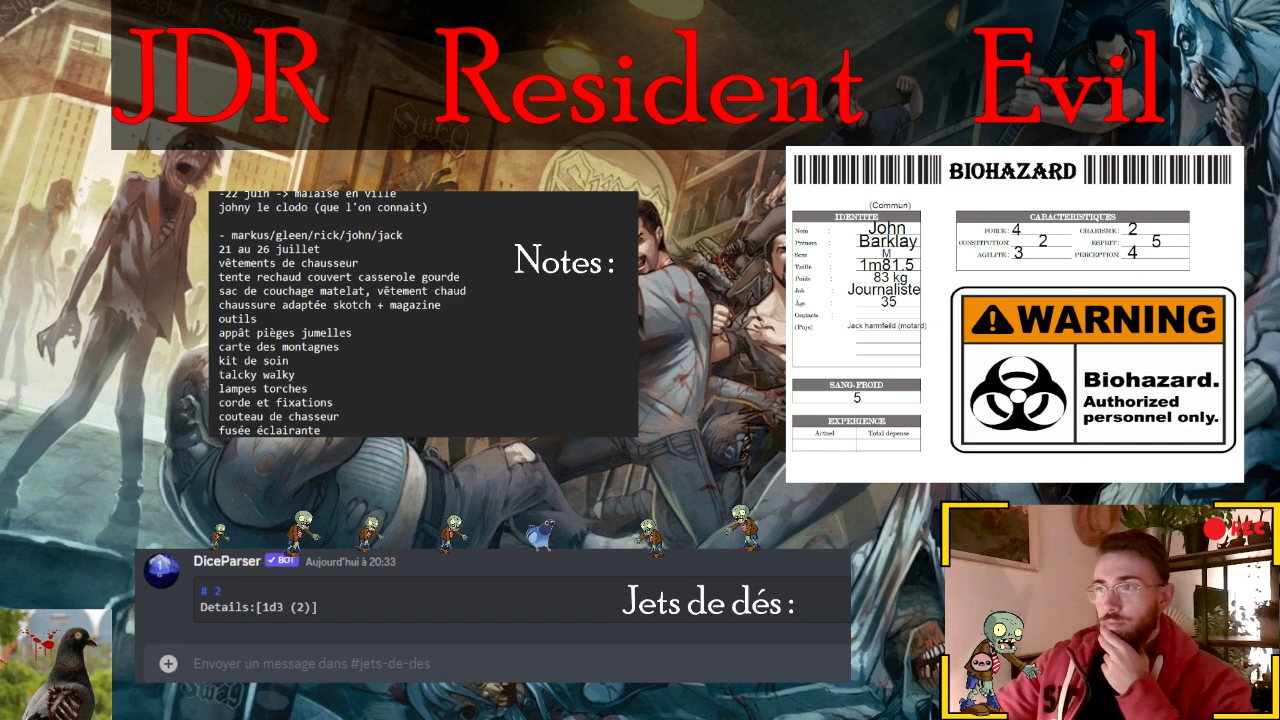 JDR Resident Evil
-22 juin -> malaise en ville
johny le clodo (que l'on connait)
- markus/gleen/rick/john/jack
21 au 26 juillet
vêtements de chausseur
tente rechaud couvert casserole gourde
sac de couchage matelat, vêtement chaud
chaussure adaptée skotch + magazine
outils
appât pièges jumelles
carte des montagnes
kit de soin
talcky walky
lampes torches
corde et fixations
couteau de chasseur
fusée éclairante
Notes :
BIOHAZARD
(Commun)
IDENTITE
Nom : John
Prénom : Barklay
Sexe : M
Taille : 1m81.5
Poids : 83 kg
Job : Journaliste
Âge : 35
Contacts :
(Pnjs) Jack harmfeild (motard)
SANG-FROID
5
EXPERIENCE
Actuel Total dépense
CARACTERISTIQUES
FORCE : 4 CHARISME : 2
CONSTITUTION : 2 ESPRIT : 5
AGILITE : 3 PERCEPTION : 4
WARNING
Biohazard.
Authorized
personnel only.
DiceParser ✓ BOT Aujourd'hui à 20:33
# 2
Details:[1d3 (2)]
Jets de dés :
Envoyer un message dans #jets-de-des
REC